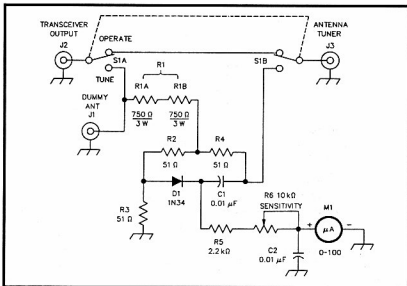 TRANSCEIVER
OUTPUT
J2
OPERATE
S1A
TUNE
ANTENNA
TUNER
J3
S1B
R1
R1A
R1B
750 Ω
3 W
750 Ω
3 W
DUMMY
ANT
J1
R2
51 Ω
R4
51 Ω
R3
51 Ω
D1
1N34
C1
0.01 µF
R6 10 kΩ
SENSITIVITY
M1
+
µA
–
0-100
R5
2.2 kΩ
C2
0.01 µF